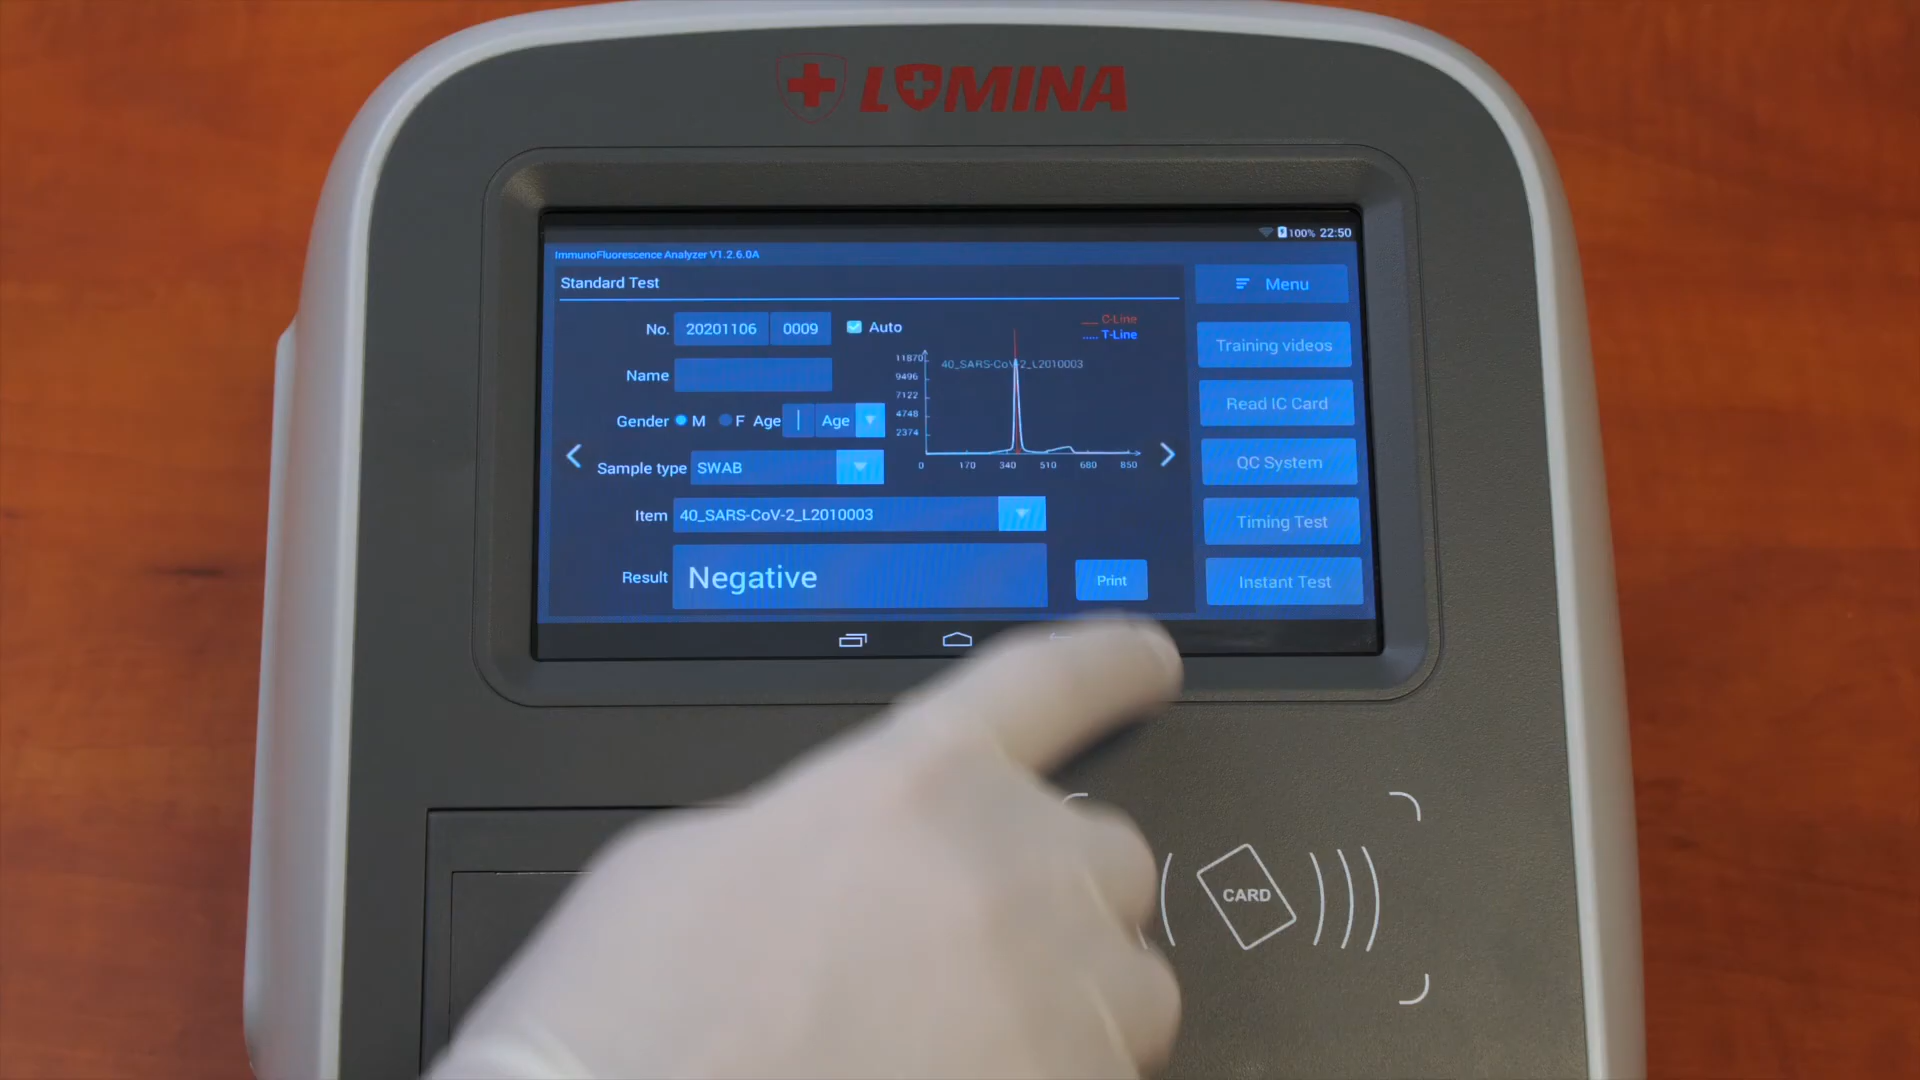 LOMINA
100% 22:50
ImmunoFluorescence Analyzer V1.2.6.0A
Standard Test
Menu
No. 20201106 0009 Auto
C-Line
T-Line
Training videos
Name
11870
9496
7122
4748
2374
40_SARS-CoV-2_L2010003
0 170 340 510 680 850
Read IC Card
Gender M F Age Age
QC System
Sample type SWAB
Item 40_SARS-CoV-2_L2010003
Timing Test
Result Negative
Print
Instant Test
CARD